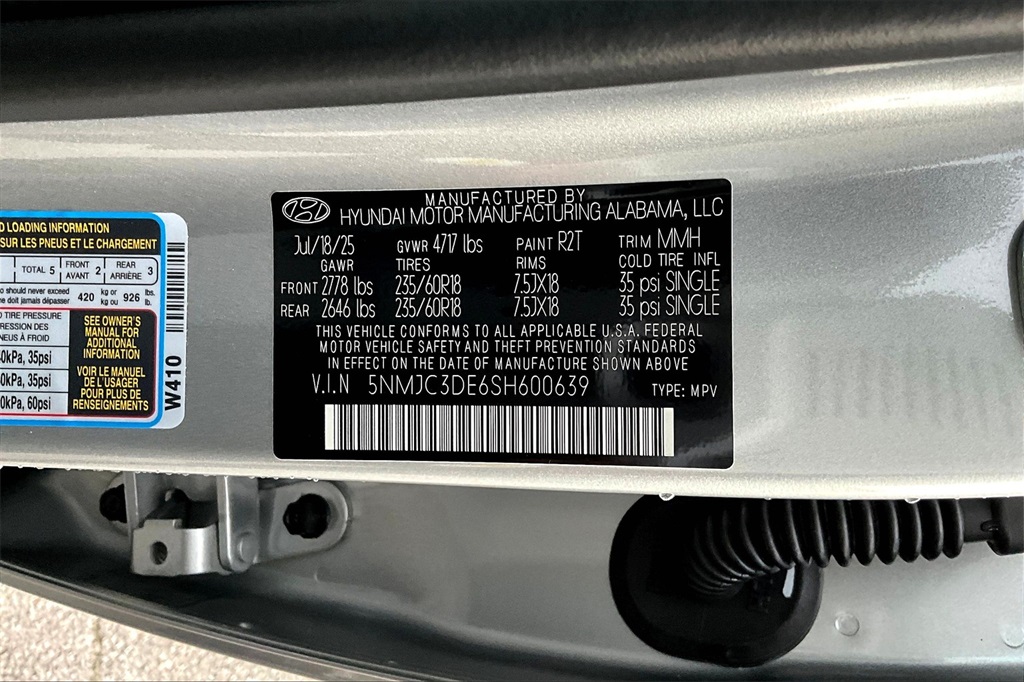 MANUFACTURED BY
HYUNDAI MOTOR MANUFACTURING ALABAMA, LLC
Jul/18/25 GVWR 4717 lbs PAINT R2T TRIM MMH
GAWR TIRES RIMS COLD TIRE INFL
FRONT 2778 lbs 235/60R18 7.5JX18 35 psi SINGLE
REAR 2646 lbs 235/60R18 7.5JX18 35 psi SINGLE
THIS VEHICLE CONFORMS TO ALL APPLICABLE U.S.A. FEDERAL
MOTOR VEHICLE SAFETY AND THEFT PREVENTION STANDARDS
IN EFFECT ON THE DATE OF MANUFACTURE SHOWN ABOVE
V.I.N 5NMJC3DE6SH600639 TYPE: MPV
LOADING INFORMATION
SUR LES PNEUS ET LE CHARGEMENT
TOTAL 5 FRONT AVANT 2 REAR ARRIÈRE 3
should never exceed
doit jamais dépasser 420 kg or kg ou 926 lbs. lb.
TIRE PRESSURE
DES
PNEUS À FROID
kPa, 35psi
kPa, 35psi
kPa, 60psi
SEE OWNER'S
MANUAL FOR
ADDITIONAL
INFORMATION
VOIR LE MANUEL
DE L'USAGER
POUR PLUS DE
RENSEIGNEMENTS
W410